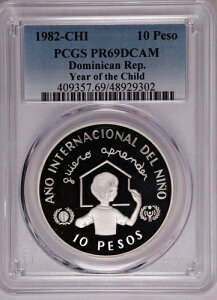 1982-CHI 10 Peso
PCGS PR69DCAM
Dominican Rep.
Year of the Child
409357.69/48929302
AÑO INTERNACIONAL DEL NIÑO
quiero aprender
10 PESOS